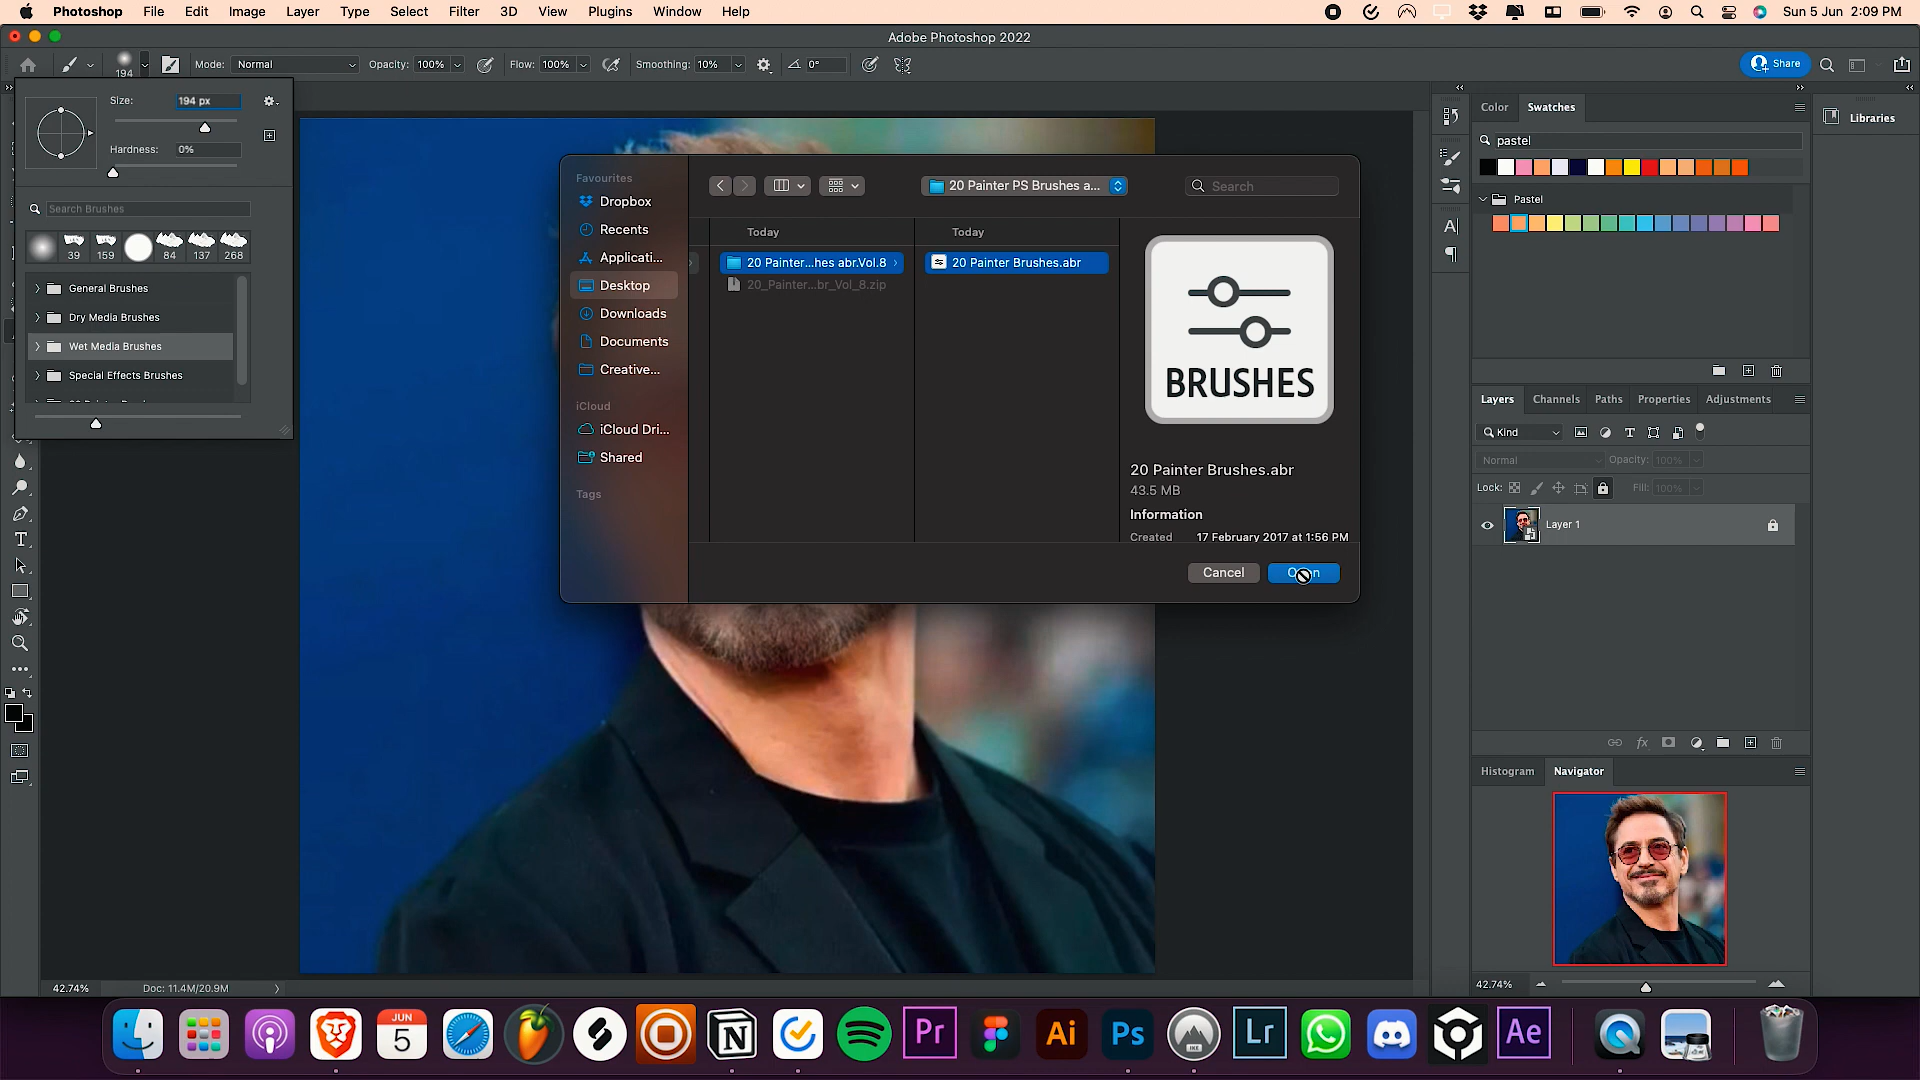 Photoshop File Edit Image Layer Type Select Filter 3D View Plugins Window Help Sun 5 Jun 2:09 PM
Adobe Photoshop 2022
194 Mode: Normal Opacity: 100% Flow: 100% Smoothing: 10% 0° Share
Size: 194 px
Hardness: 0%
Search Brushes
39 159 84 137 268
General Brushes
Dry Media Brushes
Wet Media Brushes
Special Effects Brushes
Favourites
Dropbox
Recents
Applicati...
Desktop
Downloads
Documents
Creative...
iCloud
iCloud Dri...
Shared
Tags
20 Painter PS Brushes a...
Search
Today
20 Painter...hes abr.Vol.8
20_Painter...br_Vol_8.zip
Today
20 Painter Brushes.abr
BRUSHES
20 Painter Brushes.abr
43.5 MB
Information
Created 17 February 2017 at 1:56 PM
Cancel
Color Swatches
pastel
Pastel
Libraries
Layers Channels Paths Properties Adjustments
Kind
Normal Opacity: 100%
Lock: Fill: 100%
Layer 1
fx
Histogram Navigator
42.74%
42.74% Doc: 11.4M/20.9M
JUN
5
Pr
Ai
Ps
Lr
Ae